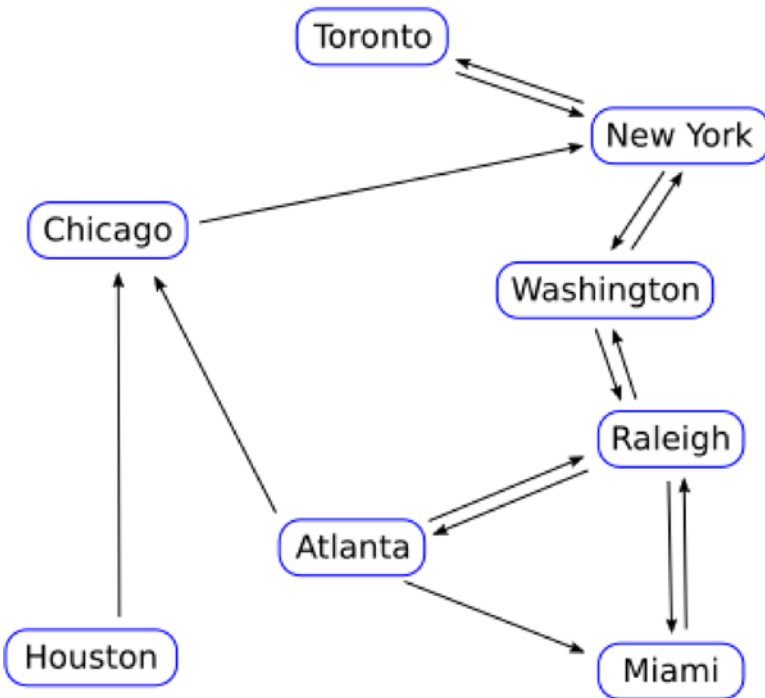 Toronto
New York
Chicago
Washington
Raleigh
Atlanta
Houston
Miami